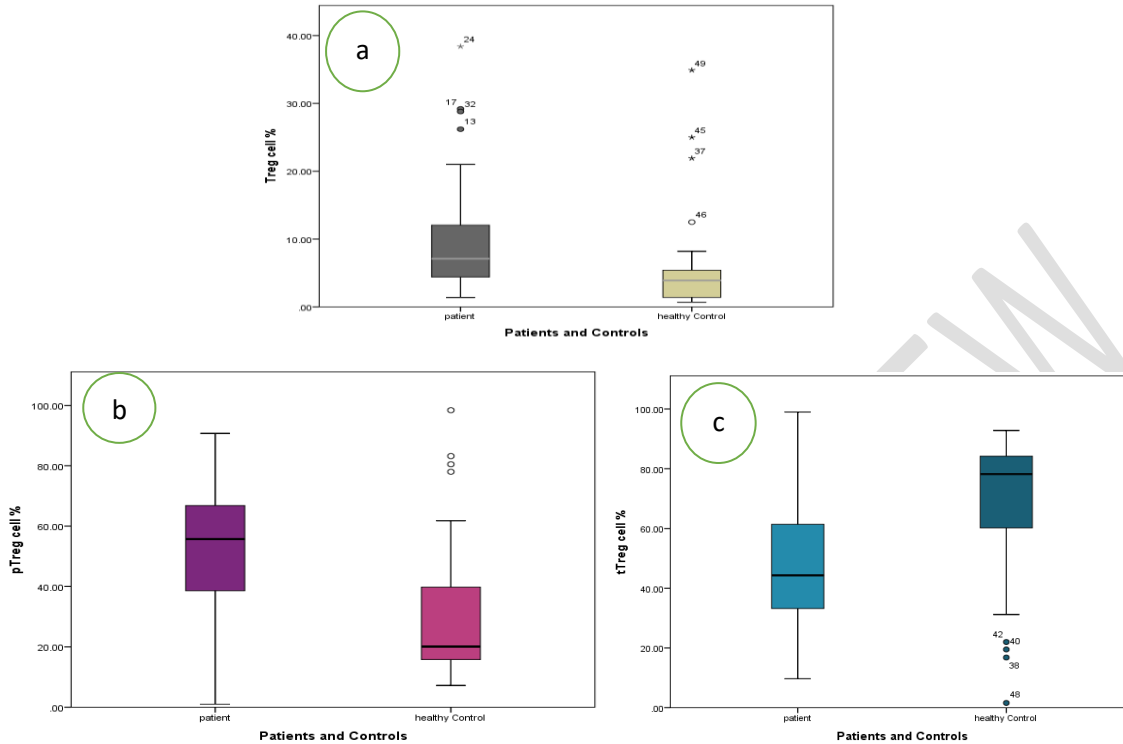 a
40.00
30.00
20.00
10.00
.00
Treg cell %
24
17 32
13
49
45
37
46
patient
healthy Control
Patients and Controls
b
100.00
80.00
60.00
40.00
20.00
.00
pTreg cell %
patient
healthy Control
Patients and Controls
c
100.00
80.00
60.00
40.00
20.00
.00
tTreg cell %
42 40
38
48
patient
healthy Control
Patients and Controls